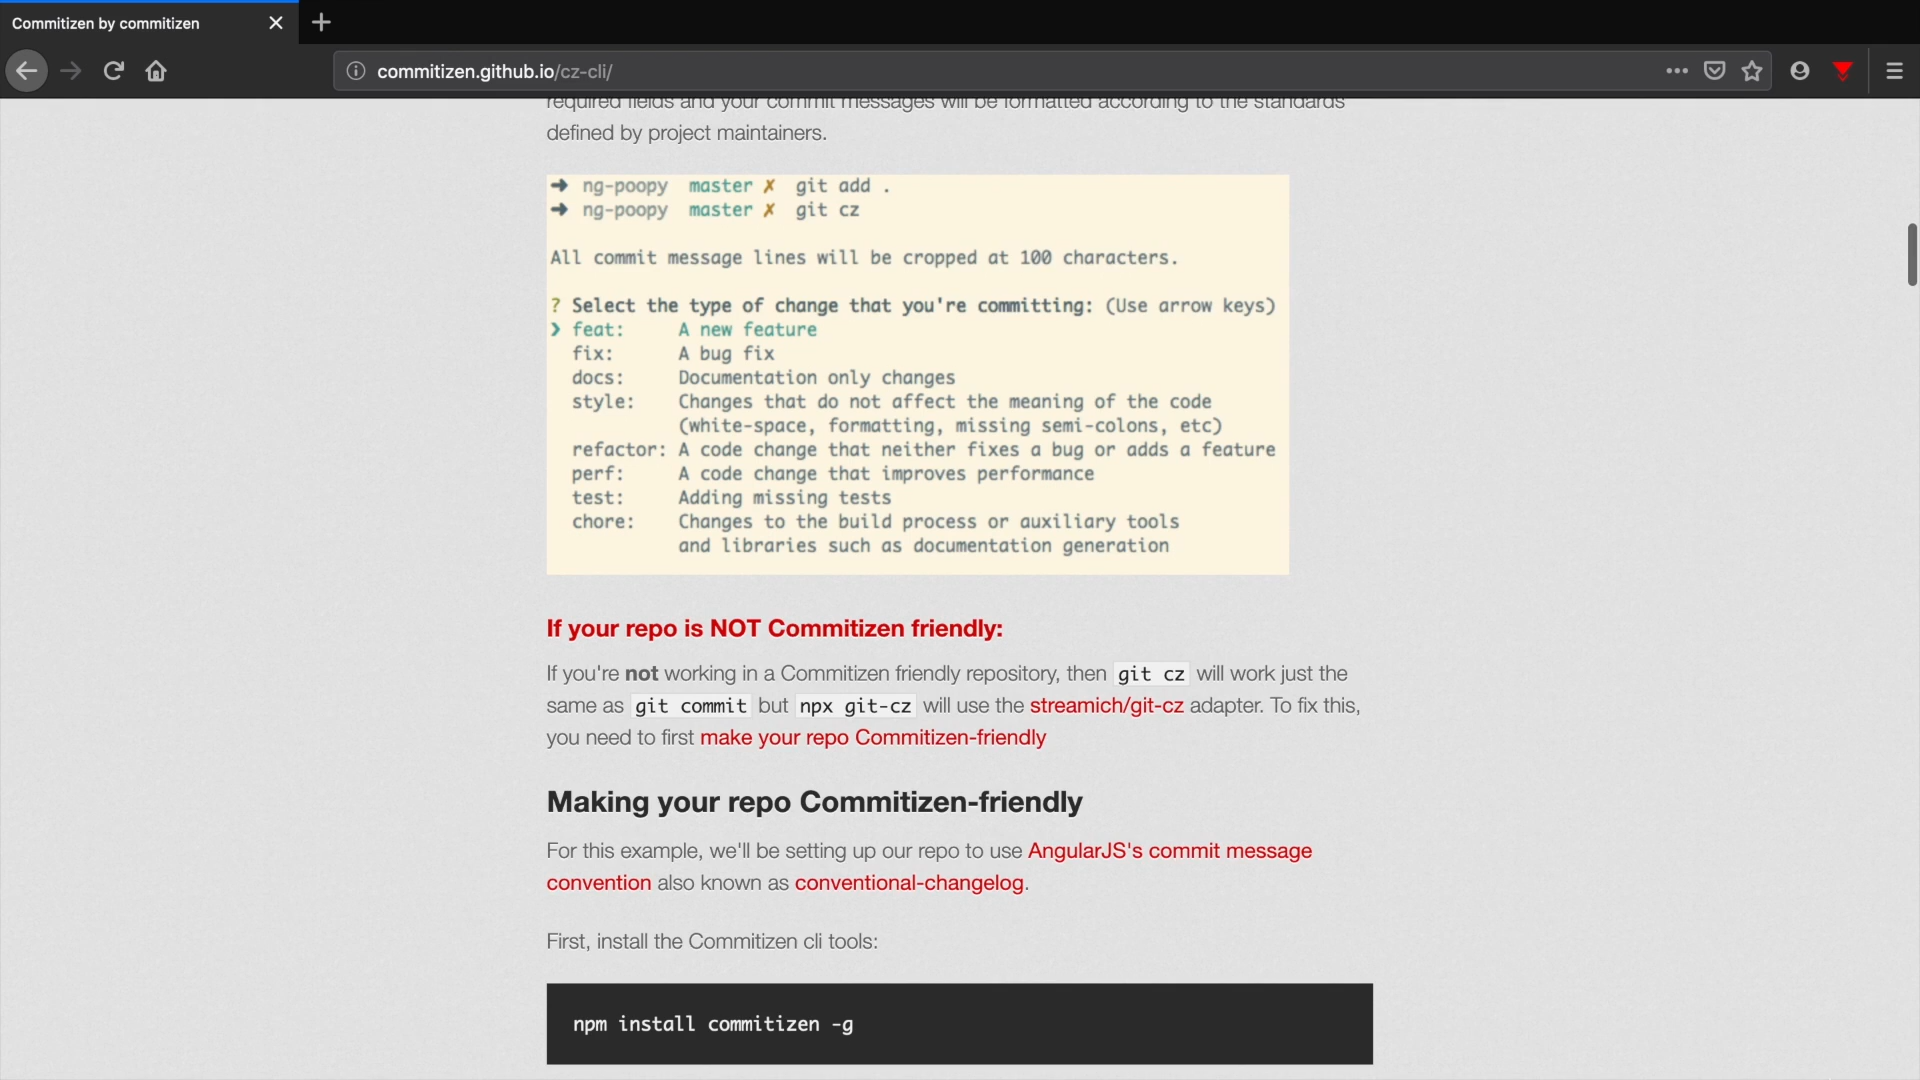 Commitizen by commitizen
commitizen.github.io/cz-cli/
required fields and your commit messages will be formatted according to the standards
defined by project maintainers.
➜ ng-poopy master ✗ git add .
➜ ng-poopy master ✗ git cz
All commit message lines will be cropped at 100 characters.
? Select the type of change that you're committing: (Use arrow keys)
❯ feat: A new feature
fix: A bug fix
docs: Documentation only changes
style: Changes that do not affect the meaning of the code
(white-space, formatting, missing semi-colons, etc)
refactor: A code change that neither fixes a bug or adds a feature
perf: A code change that improves performance
test: Adding missing tests
chore: Changes to the build process or auxiliary tools
and libraries such as documentation generation
If your repo is NOT Commitizen friendly:
If you're not working in a Commitizen friendly repository, then git cz will work just the
same as git commit but npx git-cz will use the streamich/git-cz adapter. To fix this,
you need to first make your repo Commitizen-friendly
Making your repo Commitizen-friendly
For this example, we'll be setting up our repo to use AngularJS's commit message
convention also known as conventional-changelog.
First, install the Commitizen cli tools:
npm install commitizen -g